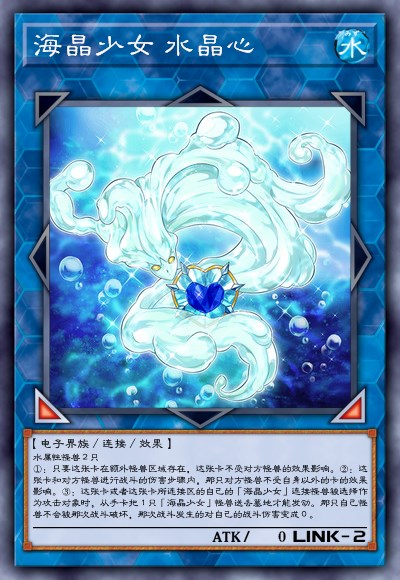 海晶少女 水晶心
水
【电子界族／连接／效果】
水属性怪兽2只
①：只要这张卡在额外怪兽区域存在，这张卡不受对方怪兽的效果影响。②：这
张卡和对方怪兽进行战斗的伤害步骤内，那只对方怪兽不受自身以外的卡的效
果影响。③：这张卡或者这张卡所连接区的自己的「海晶少女」连接怪兽被选择作
为攻击对象时，从手卡把1只「海晶少女」怪兽送去墓地才能发动。那只自己怪
兽不会被那次战斗破坏，那次战斗发生的对自己的战斗伤害变成0。
ATK／ 0 LINK-2